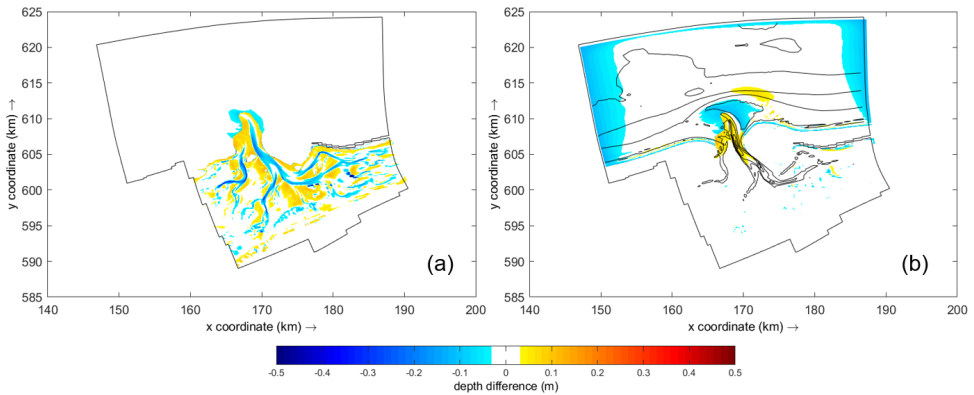 625
620
615
610
605
600
595
590
585
y coordinate (km) →
(a)
140 150 160 170 180 190 200
x coordinate (km) →
625
620
615
610
605
600
595
590
585
y coordinate (km) →
(b)
140 150 160 170 180 190 200
x coordinate (km) →
-0.5 -0.4 -0.3 -0.2 -0.1 0 0.1 0.2 0.3 0.4 0.5
depth difference (m)